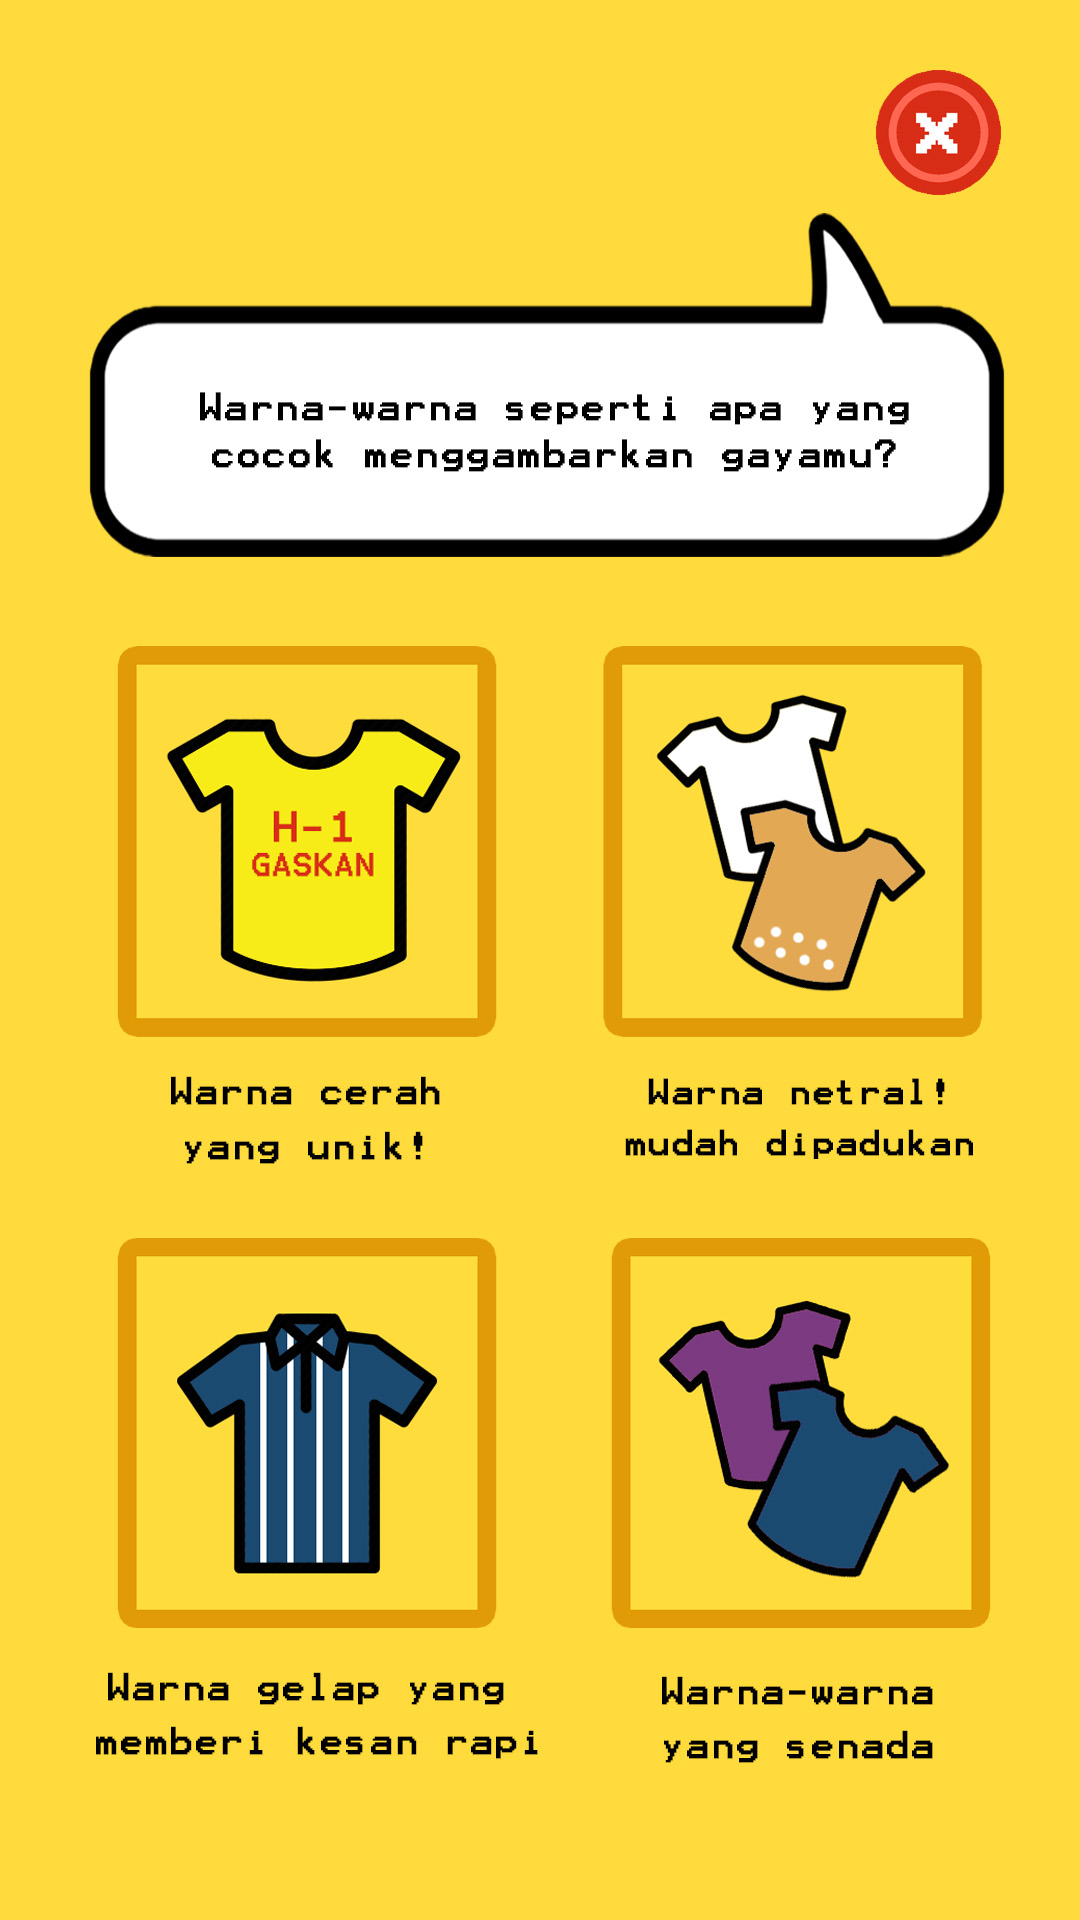 Warna-warna seperti apa yang
cocok menggambarkan gayamu?
H-1
GASKAN
Warna cerah
yang unik!
Warna netral!
mudah dipadukan
Warna gelap yang
memberi kesan rapi
Warna-warna
yang senada